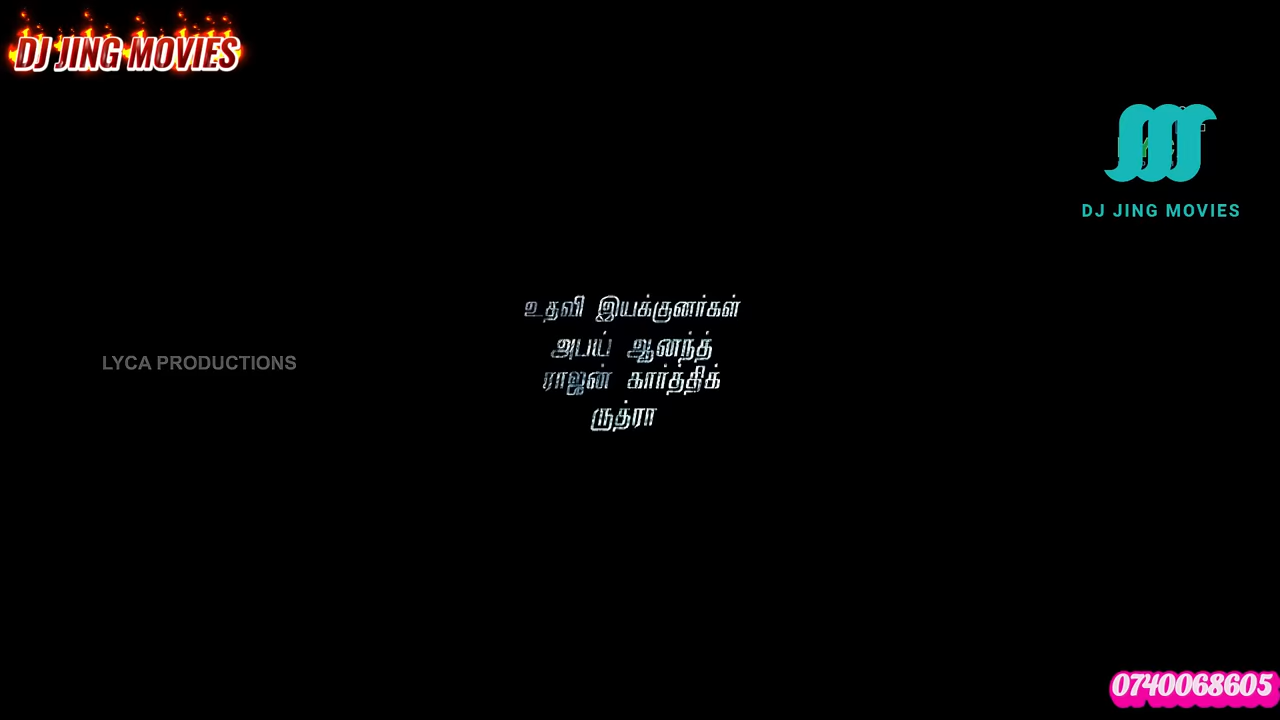 DJ JING MOVIES
DJ JING MOVIES
உதவி இயக்குனர்கள்
அபய் ஆனந்த்
LYCA PRODUCTIONS
ராஜன் கார்த்திக்
ருத்ரா
0740068605